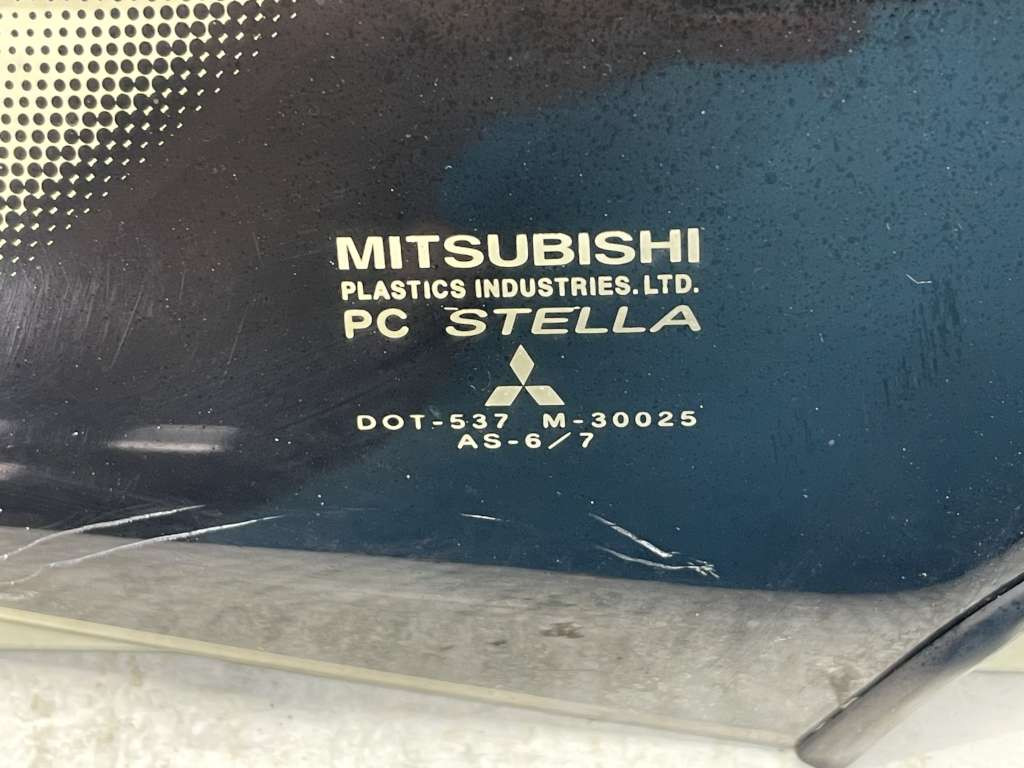 MITSUBISHI
PLASTICS INDUSTRIES.LTD.
PC STELLA
DOT-537 M-30025
AS-6/7